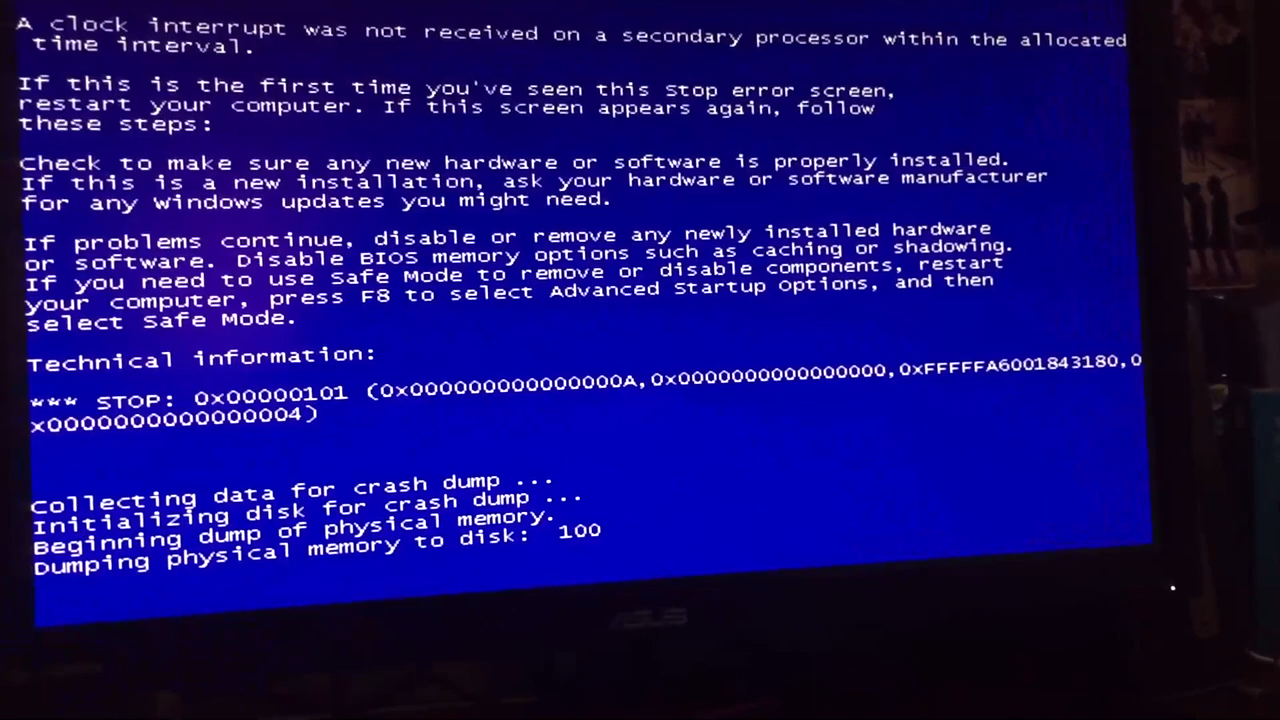 A clock interrupt was not received on a secondary processor within the allocated
time interval.
If this is the first time you've seen this Stop error screen,
restart your computer. If this screen appears again, follow
these steps:
Check to make sure any new hardware or software is properly installed.
If this is a new installation, ask your hardware or software manufacturer
for any windows updates you might need.
If problems continue, disable or remove any newly installed hardware
or software. Disable BIOS memory options such as caching or shadowing.
If you need to use Safe Mode to remove or disable components, restart
your computer, press F8 to select Advanced Startup Options, and then
select Safe Mode.
Technical information:
*** STOP: 0x00000101 (0x000000000000000A,0x0000000000000000,0xFFFFFA6001843180,0
x0000000000000004)
Collecting data for crash dump ...
Initializing disk for crash dump ...
Beginning dump of physical memory.
Dumping physical memory to disk: 100
ASUS